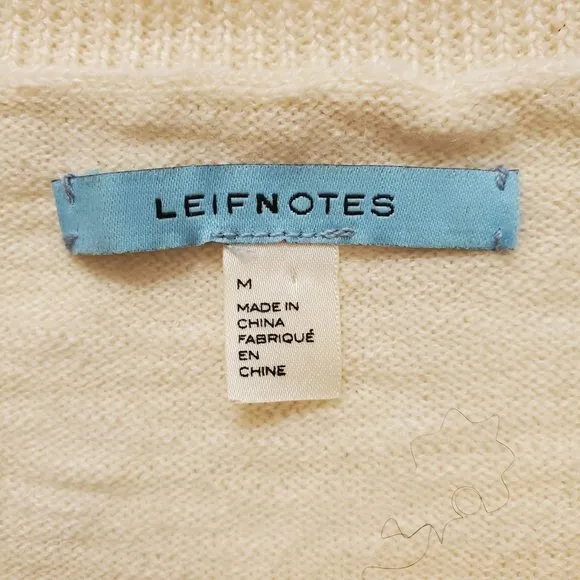 LEIFNOTES
M
MADE IN
CHINA
FABRIQUÉ
EN
CHINE